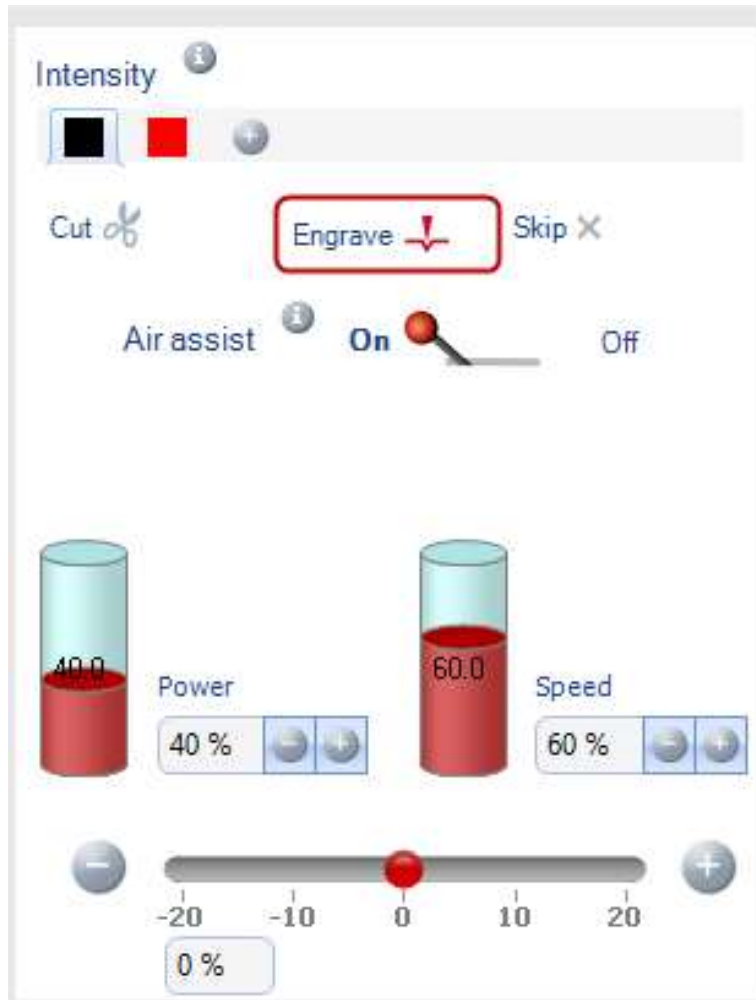 Intensity
Cut Engrave Skip
Air assist On Off
40.0 60.0
Power Speed
40 % 60 %
-20 -10 0 10 20
0 %